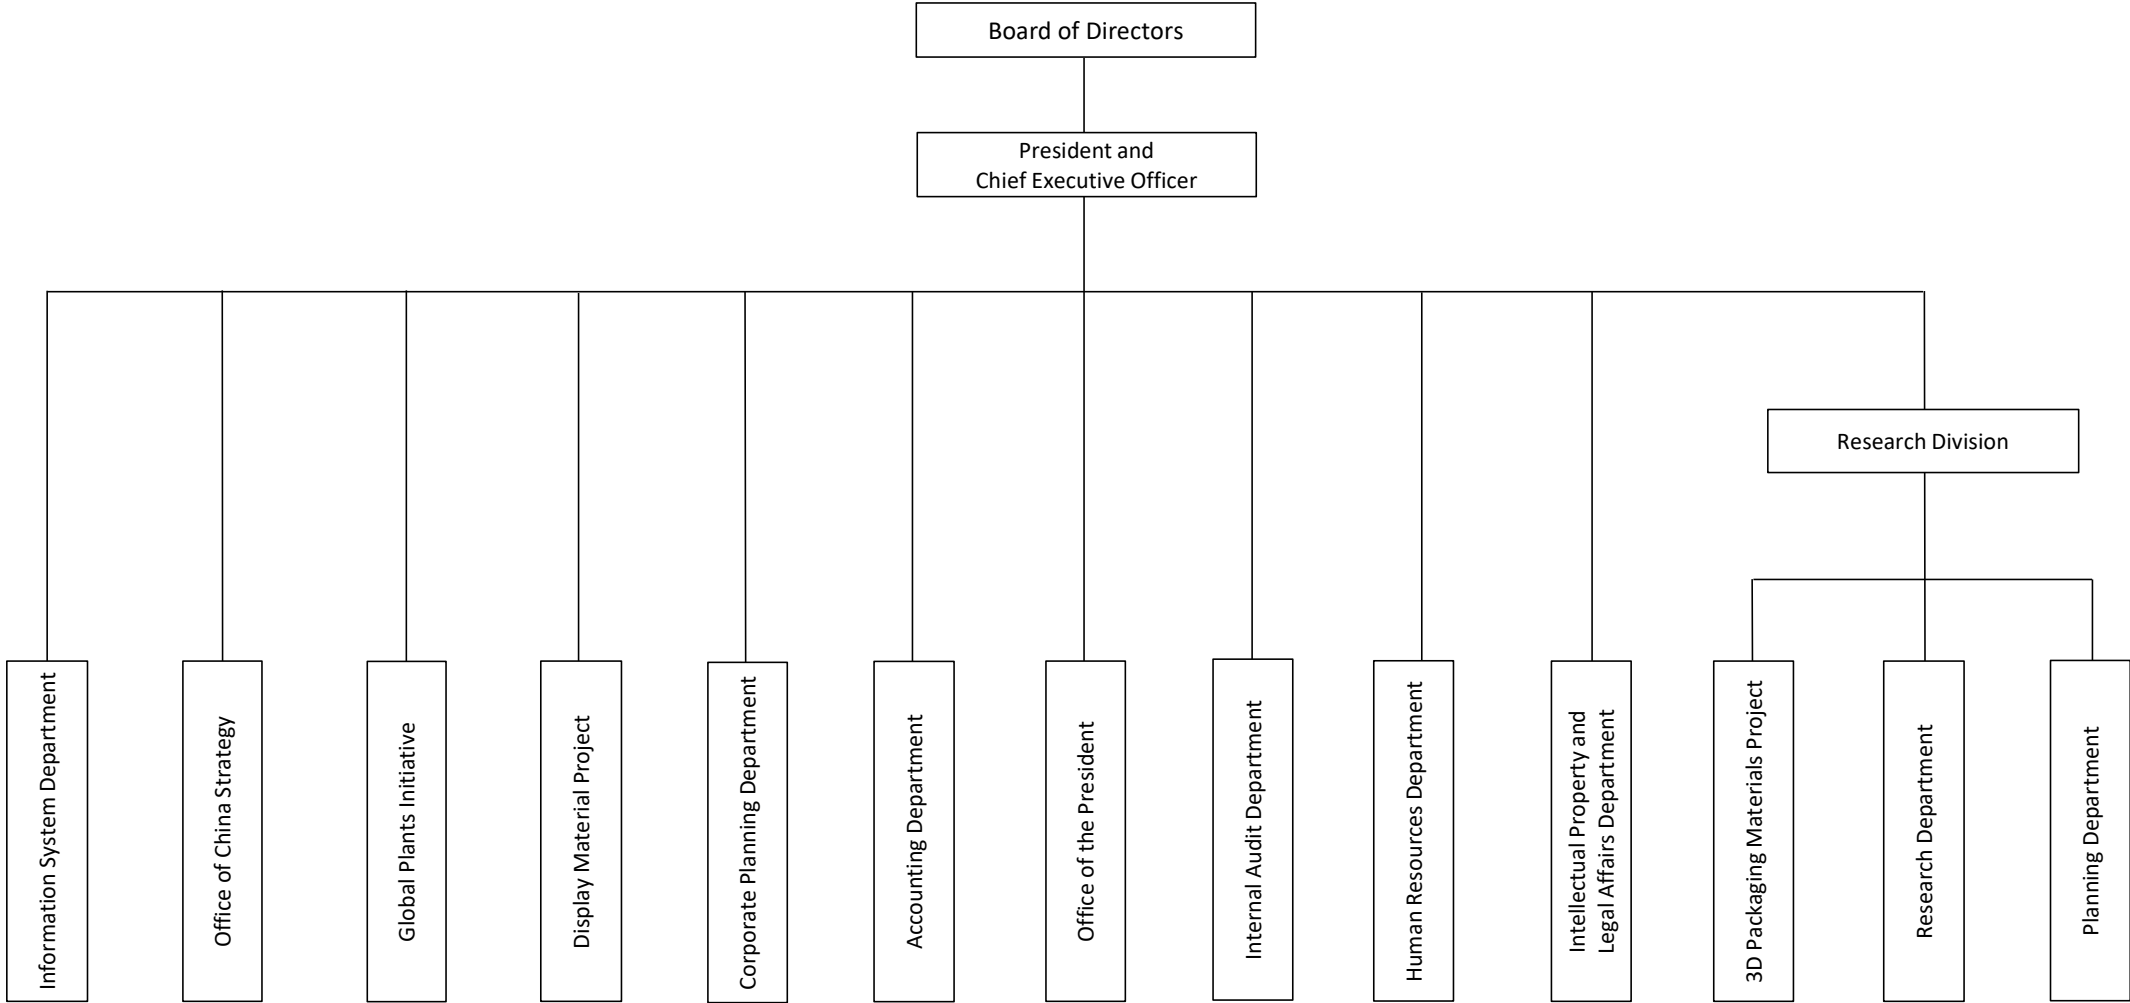 Board of Directors
President and
Chief Executive Officer
Research Division
Information System Department
Office of China Strategy
Global Plants Initiative
Display Material Project
Corporate Planning Department
Accounting Department
Office of the President
Internal Audit Department
Human Resources Department
Intellectual Property and
Legal Affairs Department
3D Packaging Materials Project
Research Department
Planning Department